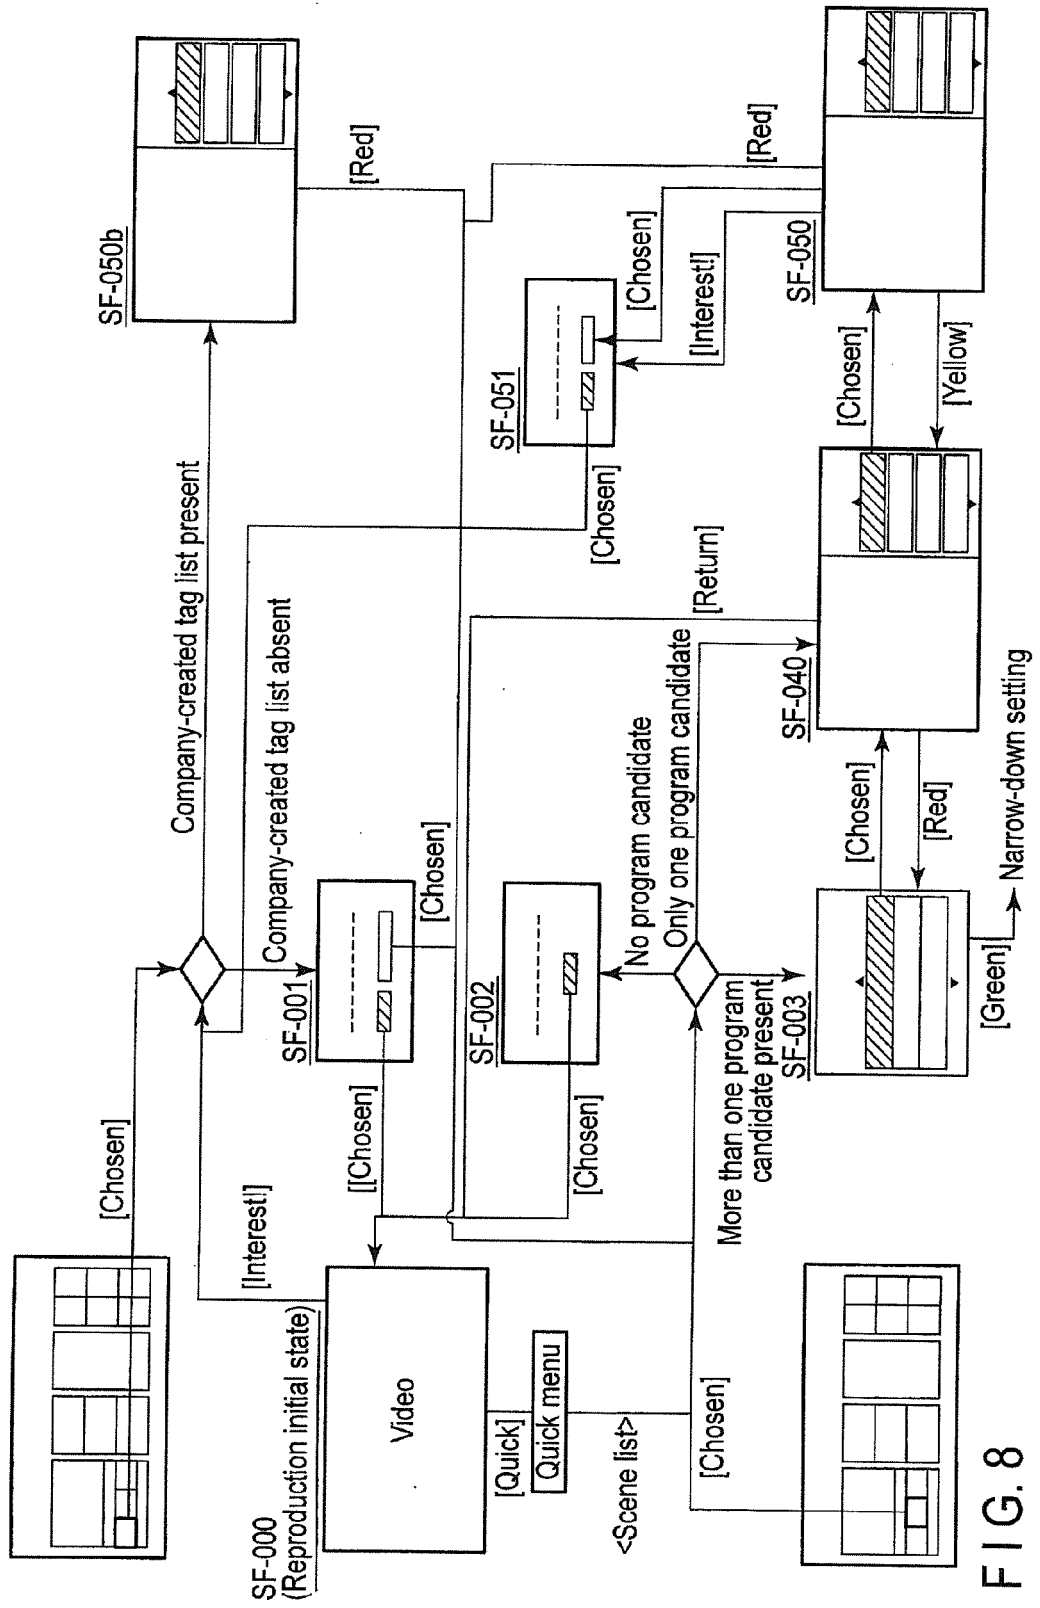 [Chosen]
SF-000
(Reproduction initial state)
Video
[Interest!]
[Quick]
Quick menu
<Scene list>
[Chosen]
Company-created tag list present
Company-created tag list absent
SF-001
[[Chosen]
[Chosen]
SF-002
[Chosen]
No program candidate
Only one program candidate
More than one program
candidate present
SF-003
[Green]
Narrow-down setting
[Chosen]
[Red]
SF-040
[Return]
[Chosen]
[Yellow]
SF-050
[Red]
[Chosen]
[Interest!]
SF-051
[Chosen]
SF-050b
[Red]
FIG. 8